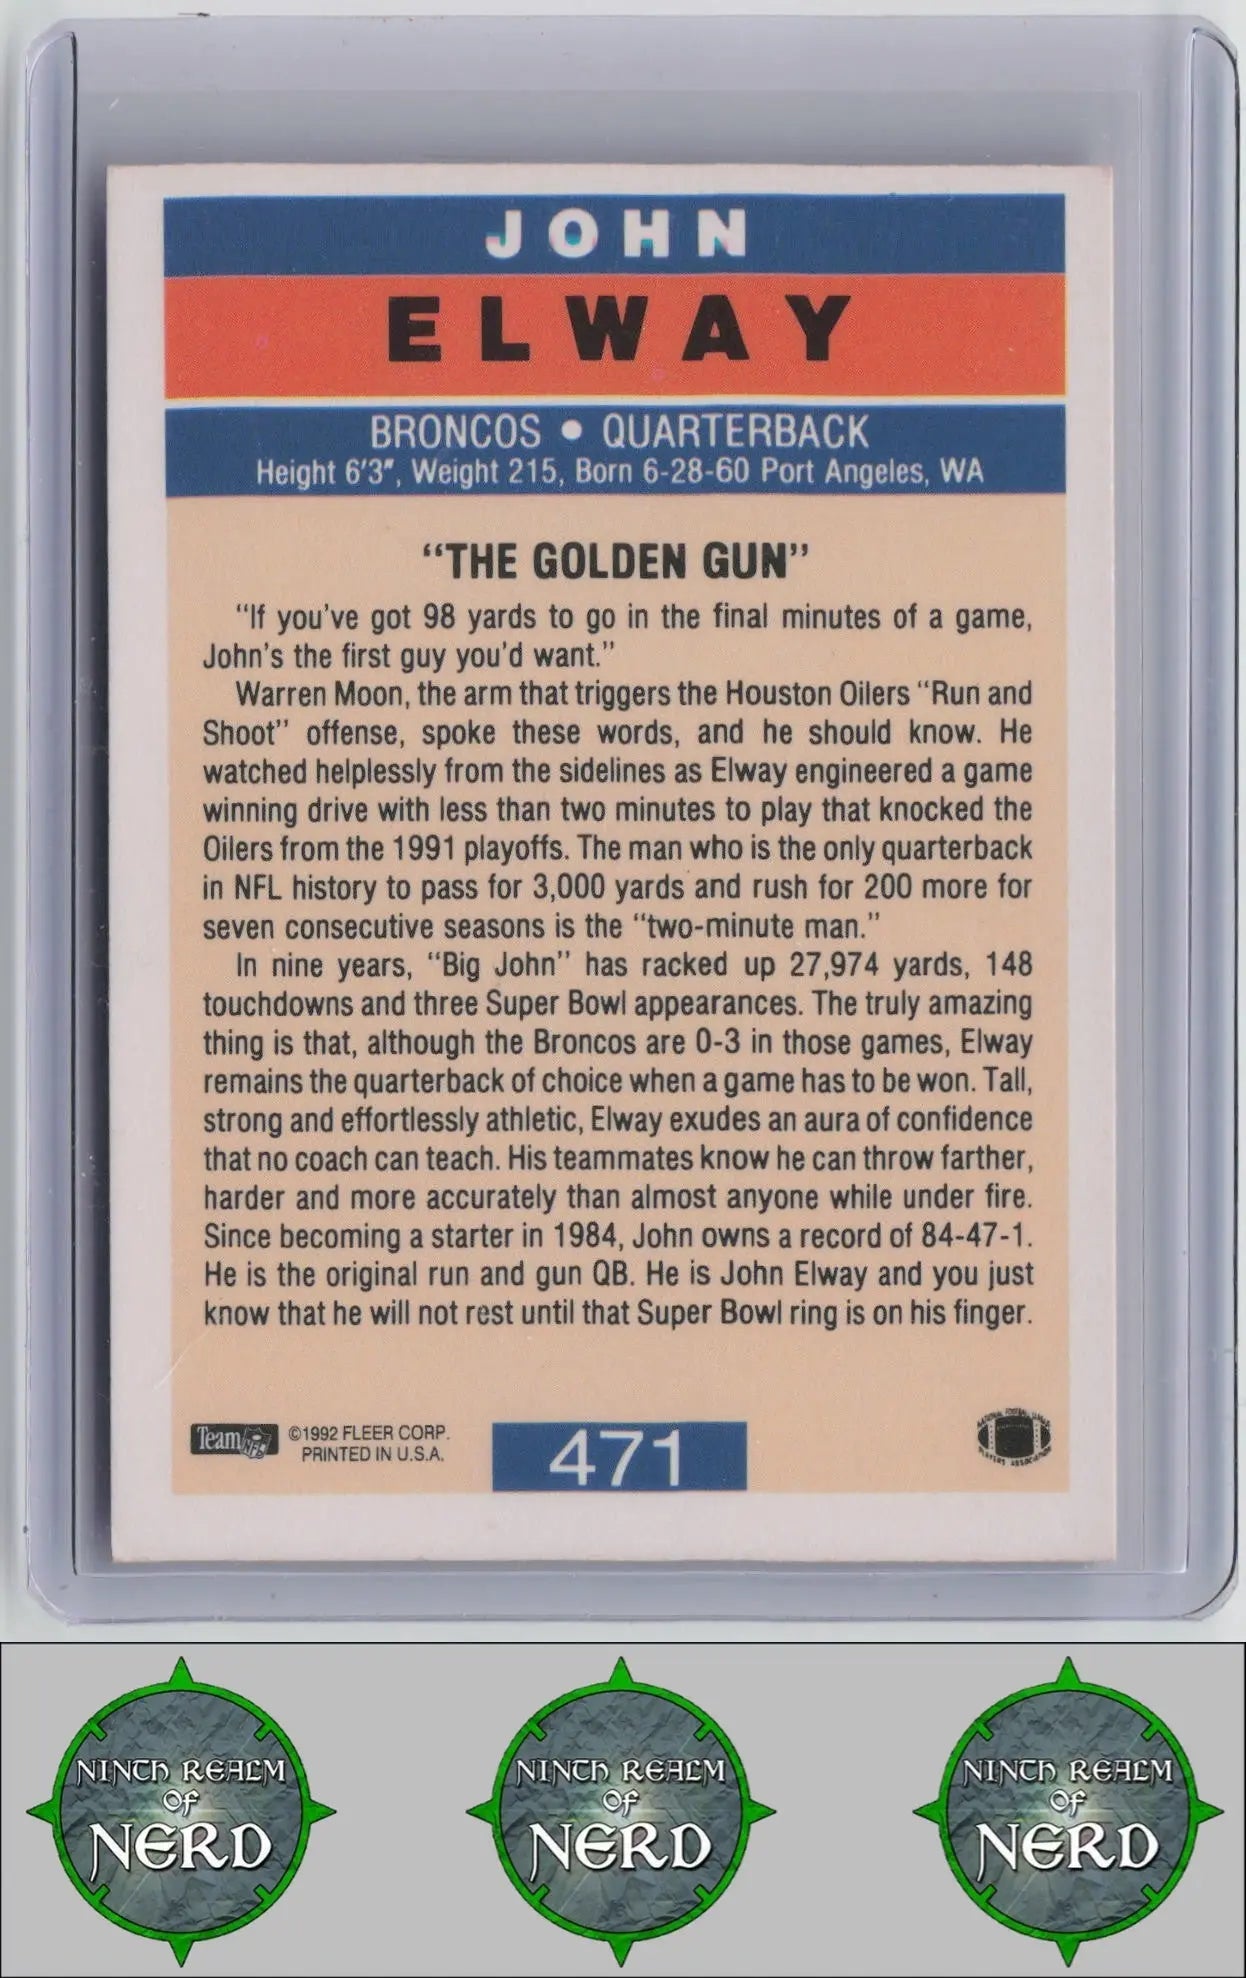 JOHN
ELWAY
BRONCOS • QUARTERBACK
Height 6'3", Weight 215, Born 6-28-60 Port Angeles, WA
“THE GOLDEN GUN”
“If you’ve got 98 yards to go in the final minutes of a game,
John’s the first guy you’d want.”
Warren Moon, the arm that triggers the Houston Oilers “Run and
Shoot” offense, spoke these words, and he should know. He
watched helplessly from the sidelines as Elway engineered a game
winning drive with less than two minutes to play that knocked the
Oilers from the 1991 playoffs. The man who is the only quarterback
in NFL history to pass for 3,000 yards and rush for 200 more for
seven consecutive seasons is the “two-minute man.”
In nine years, “Big John” has racked up 27,974 yards, 148
touchdowns and three Super Bowl appearances. The truly amazing
thing is that, although the Broncos are 0-3 in those games, Elway
remains the quarterback of choice when a game has to be won. Tall,
strong and effortlessly athletic, Elway exudes an aura of confidence
that no coach can teach. His teammates know he can throw farther,
harder and more accurately than almost anyone while under fire.
Since becoming a starter in 1984, John owns a record of 84-47-1.
He is the original run and gun QB. He is John Elway and you just
know that he will not rest until that Super Bowl ring is on his finger.
Team NFL
©1992 FLEER CORP.
PRINTED IN U.S.A.
471
NATIONAL FOOTBALL LEAGUE
PLAYERS ASSOCIATION
NINTH REALM
OF
NERD
NINTH REALM
OF
NERD
NINTH REALM
OF
NERD